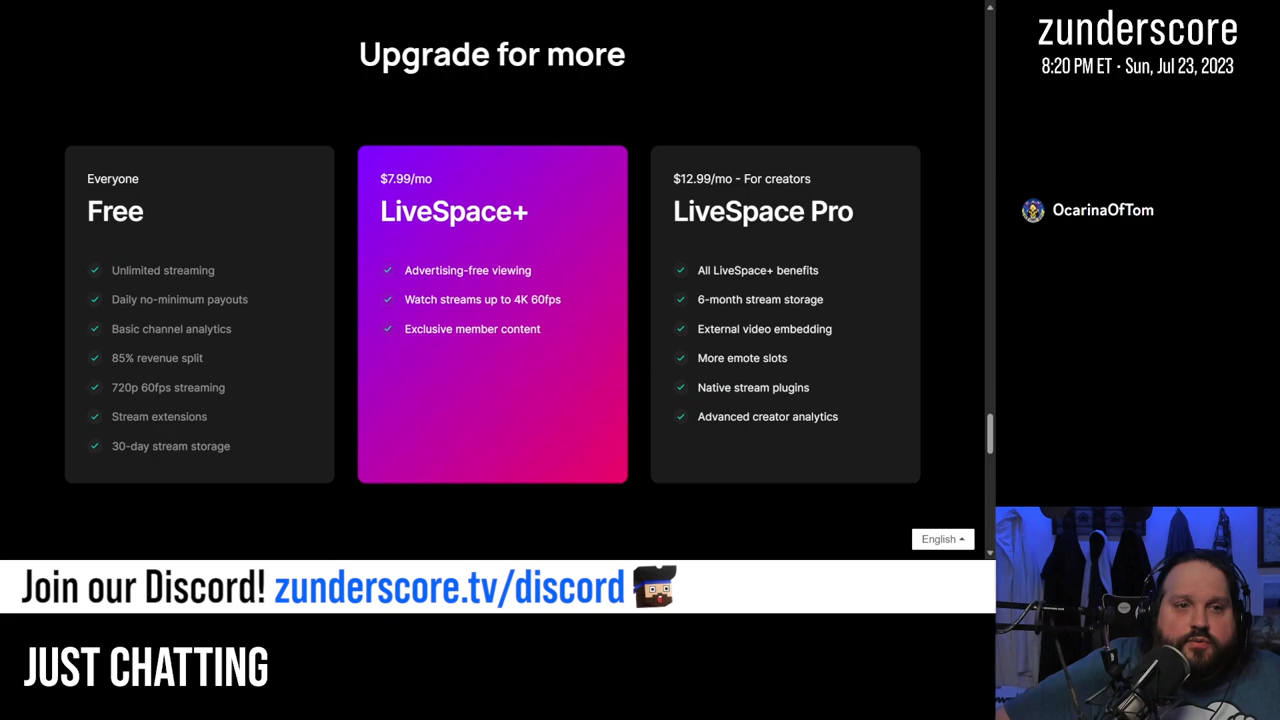 Upgrade for more
Everyone
Free
Unlimited streaming
Daily no-minimum payouts
Basic channel analytics
85% revenue split
720p 60fps streaming
Stream extensions
30-day stream storage
$7.99/mo
LiveSpace+
Advertising-free viewing
Watch streams up to 4K 60fps
Exclusive member content
$12.99/mo - For creators
LiveSpace Pro
All LiveSpace+ benefits
6-month stream storage
External video embedding
More emote slots
Native stream plugins
Advanced creator analytics
English
zunderscore
8:20 PM ET · Sun, Jul 23, 2023
OcarinaOfTom
Join our Discord! zunderscore.tv/discord
JUST CHATTING